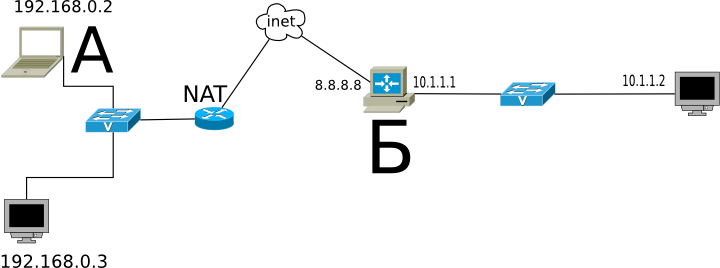 192.168.0.2
А
inet.
NAT
8.8.8.8
10.1.1.1
10.1.1.2
V
V
Б
192.168.0.3